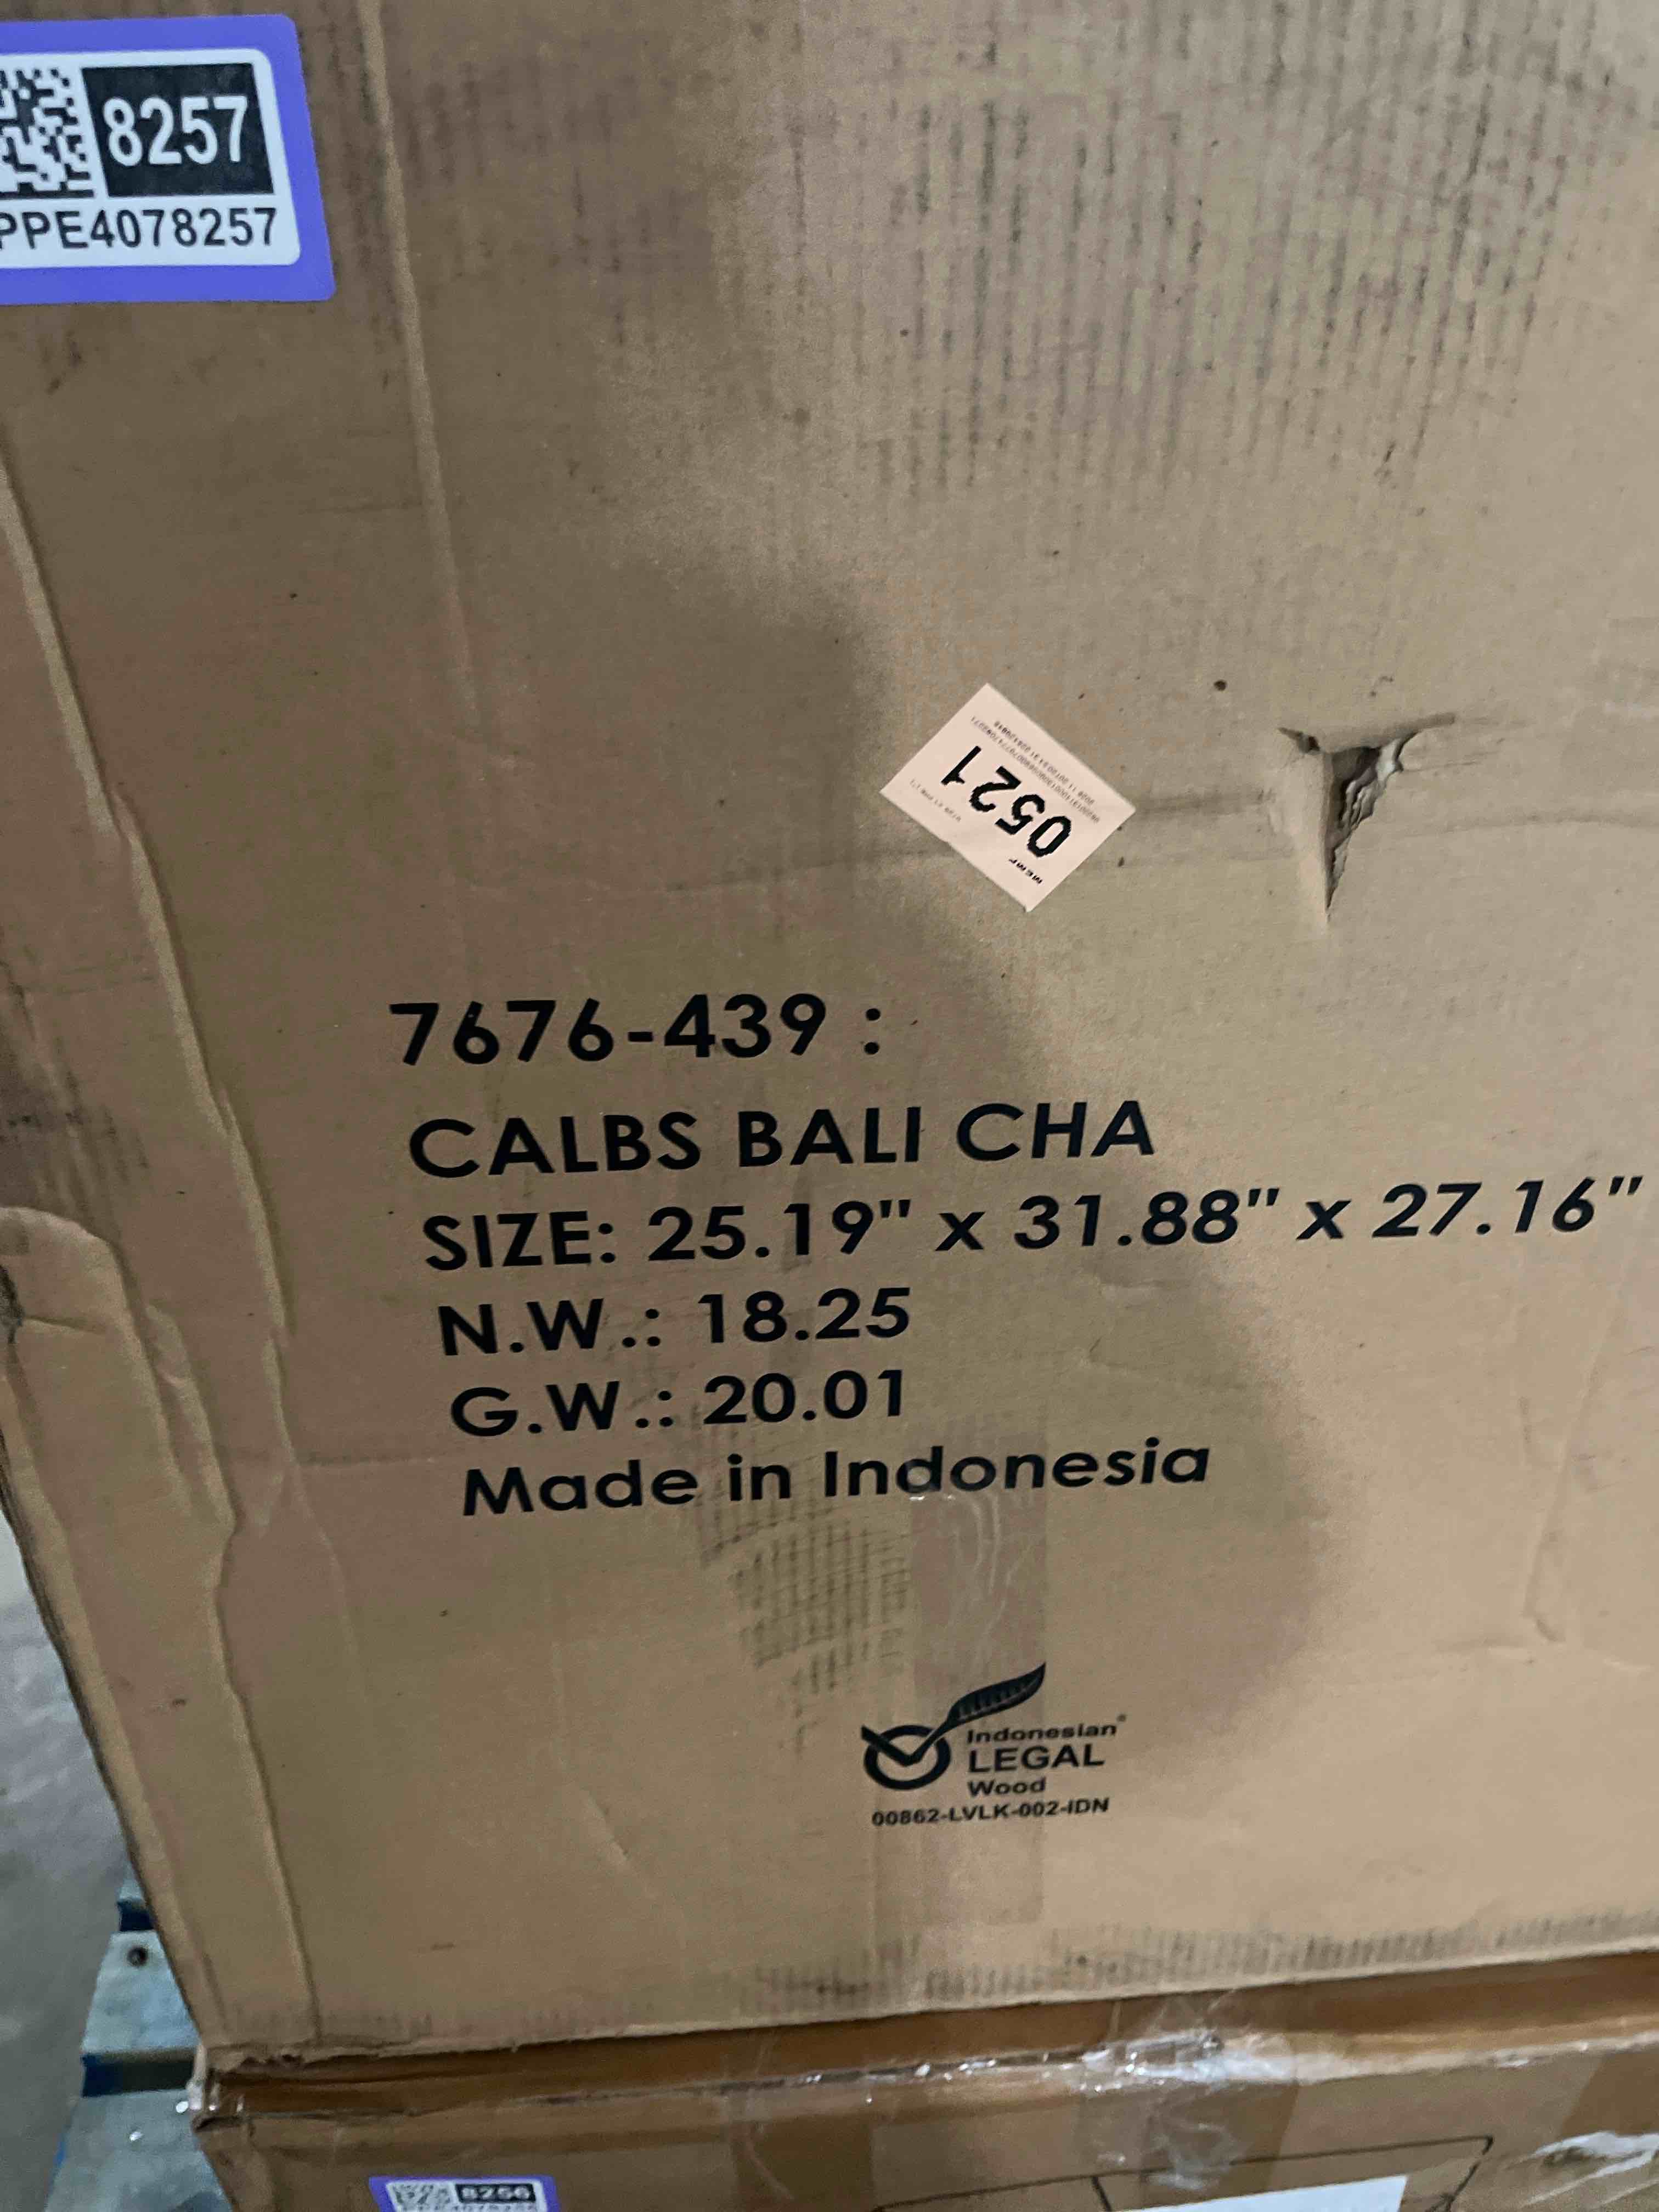 8257
PPE4078257
0521
7676-439 :
CALBS BALI CHA
SIZE: 25.19" x 31.88" x 27.16"
N.W.: 18.25
G.W.: 20.01
Made in Indonesia
Indonesian®
LEGAL
Wood
00862-LVLK-002-IDN
8256